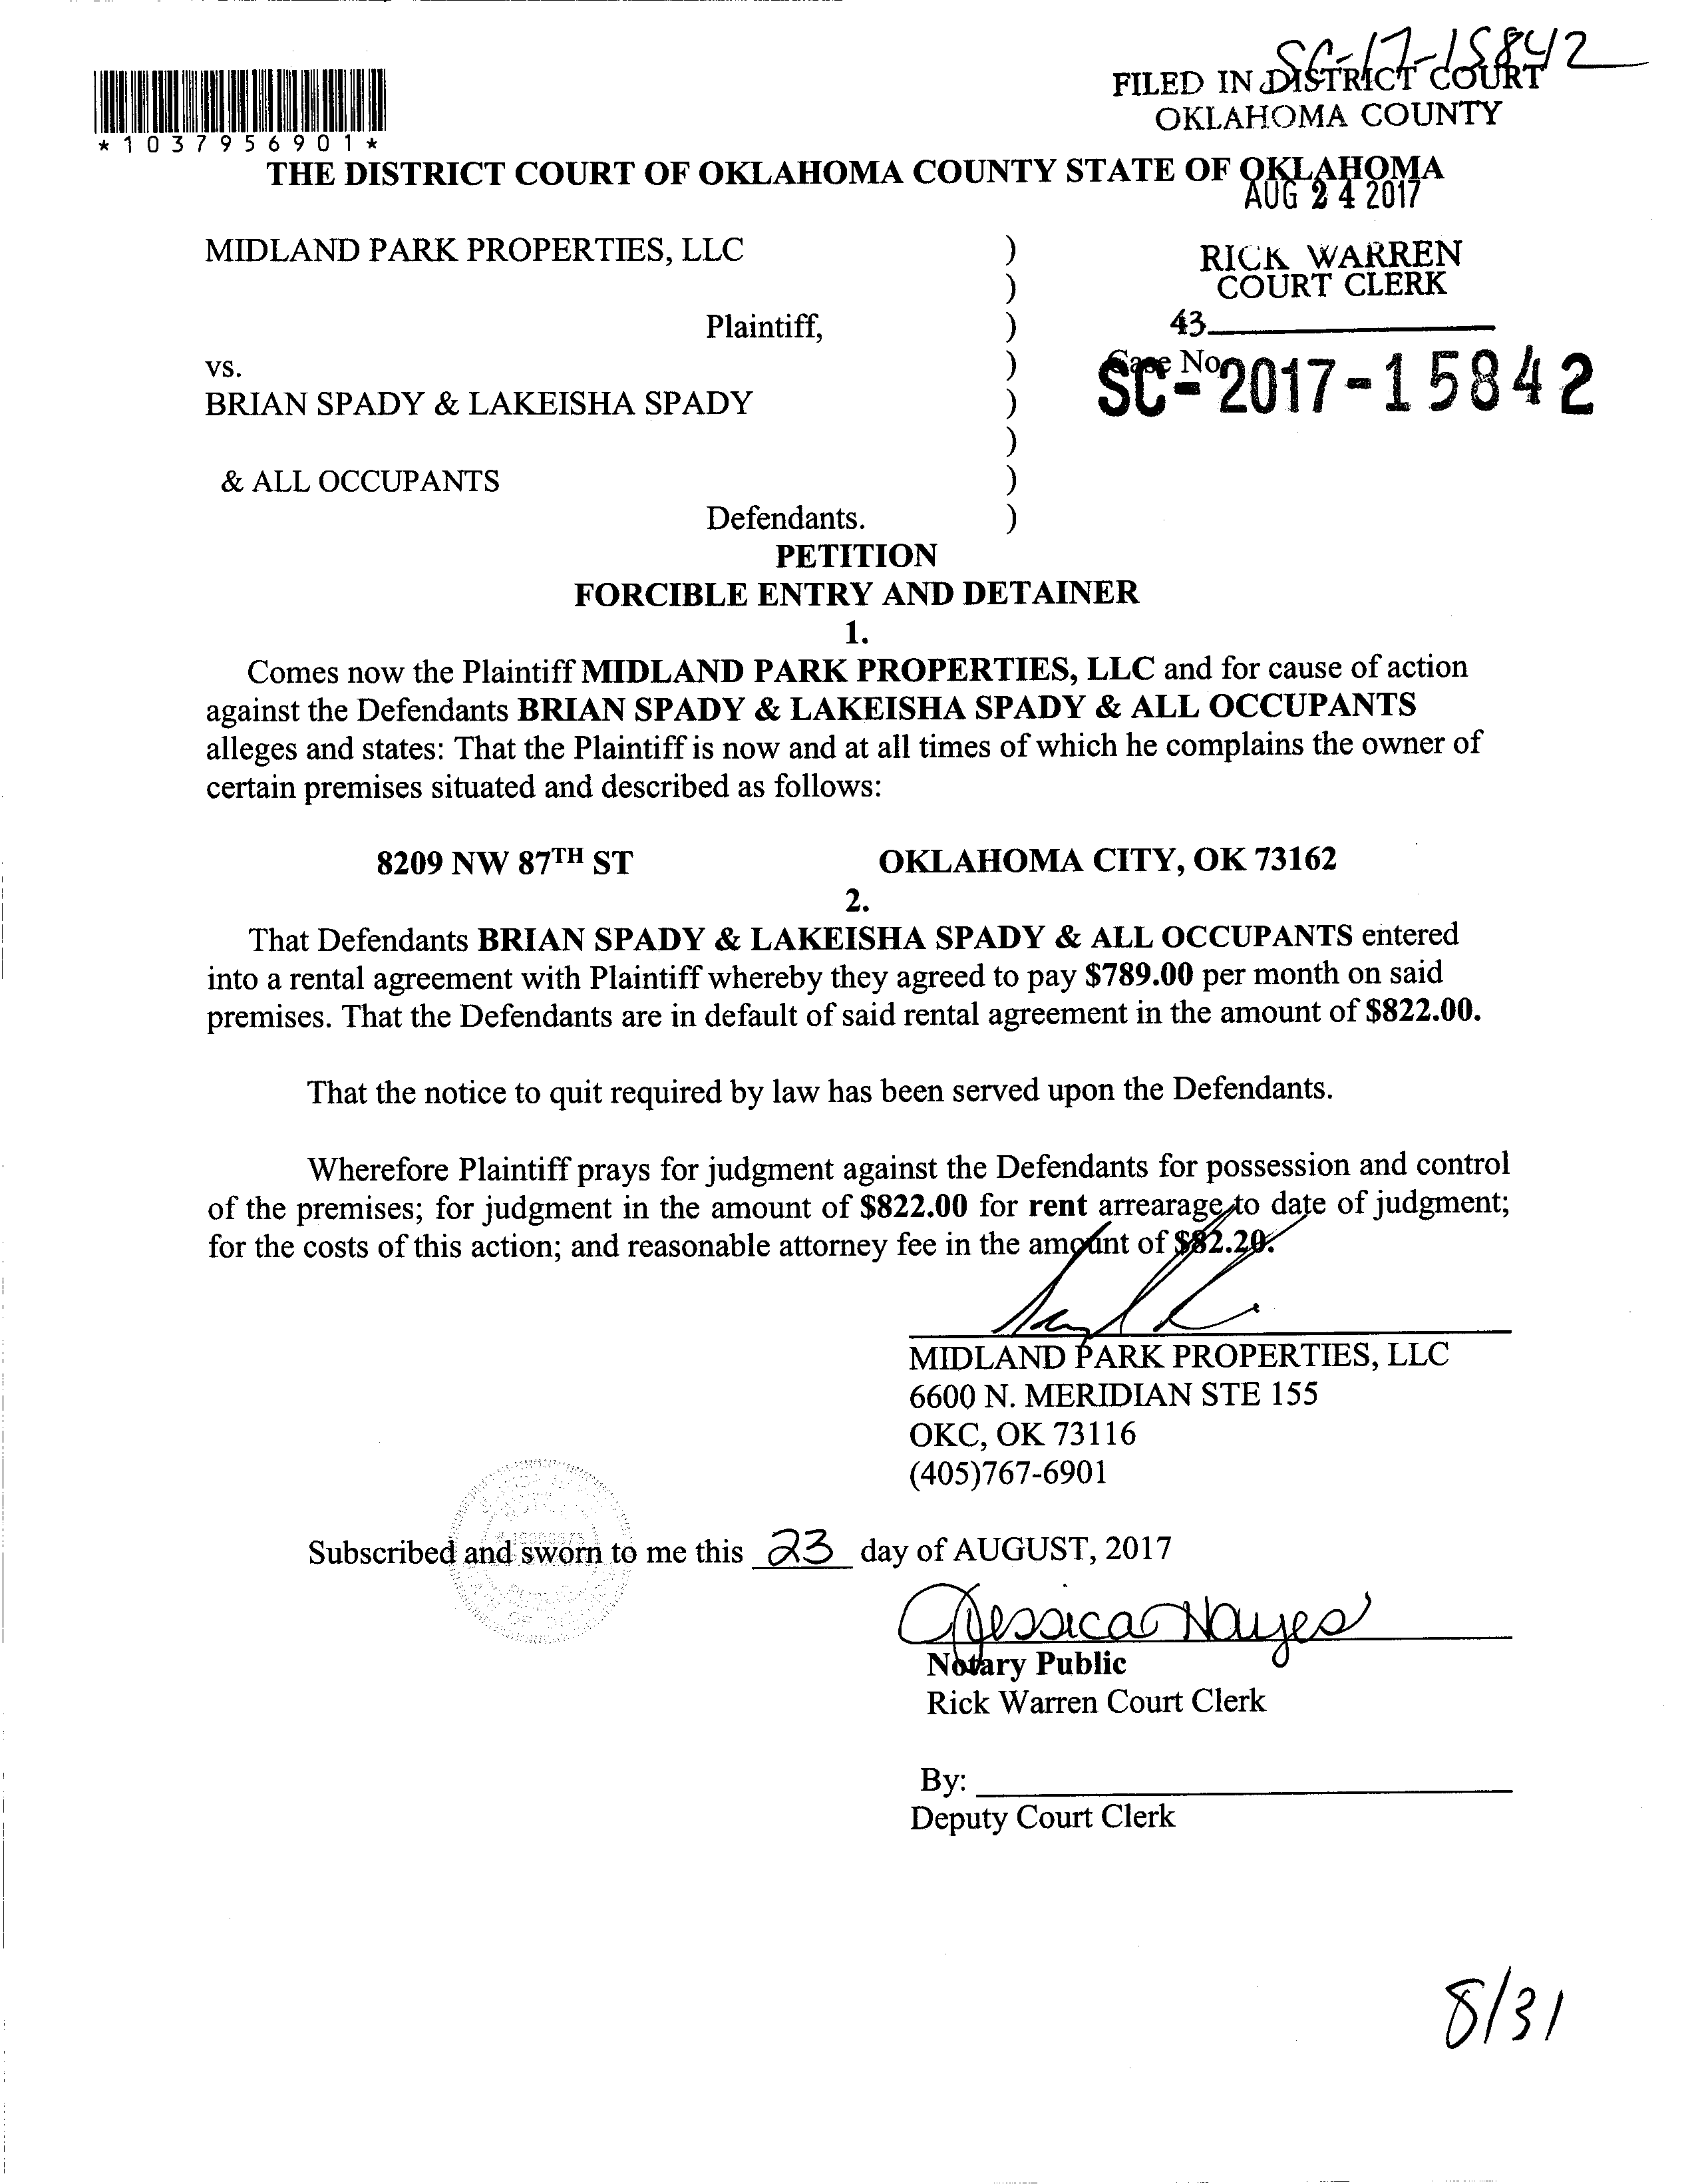 SC-17-15842
FILED IN DISTRICT COURT
OKLAHOMA COUNTY
*1037956901*
THE DISTRICT COURT OF OKLAHOMA COUNTY STATE OF OKLAHOMA
AUG 24 2017
MIDLAND PARK PROPERTIES, LLC )
RICK WARREN
COURT CLERK
)
Plaintiff, )
43
vs. )
Case No
SC-2017-15842
BRIAN SPADY & LAKEISHA SPADY )
)
& ALL OCCUPANTS )
Defendants. )
PETITION
FORCIBLE ENTRY AND DETAINER
1.
Comes now the Plaintiff MIDLAND PARK PROPERTIES, LLC and for cause of action
against the Defendants BRIAN SPADY & LAKEISHA SPADY & ALL OCCUPANTS
alleges and states: That the Plaintiff is now and at all times of which he complains the owner of
certain premises situated and described as follows:
8209 NW 87TH ST OKLAHOMA CITY, OK 73162
2.
That Defendants BRIAN SPADY & LAKEISHA SPADY & ALL OCCUPANTS entered
into a rental agreement with Plaintiff whereby they agreed to pay $789.00 per month on said
premises. That the Defendants are in default of said rental agreement in the amount of $822.00.
That the notice to quit required by law has been served upon the Defendants.
Wherefore Plaintiff prays for judgment against the Defendants for possession and control
of the premises; for judgment in the amount of $822.00 for rent arrearage to date of judgment;
for the costs of this action; and reasonable attorney fee in the amount of $82.20.
MIDLAND PARK PROPERTIES, LLC
6600 N. MERIDIAN STE 155
OKC, OK 73116
(405)767-6901
Subscribed and sworn to me this 23 day of AUGUST, 2017
Jessica Hayes
Notary Public
Rick Warren Court Clerk
By:
Deputy Court Clerk
8/31